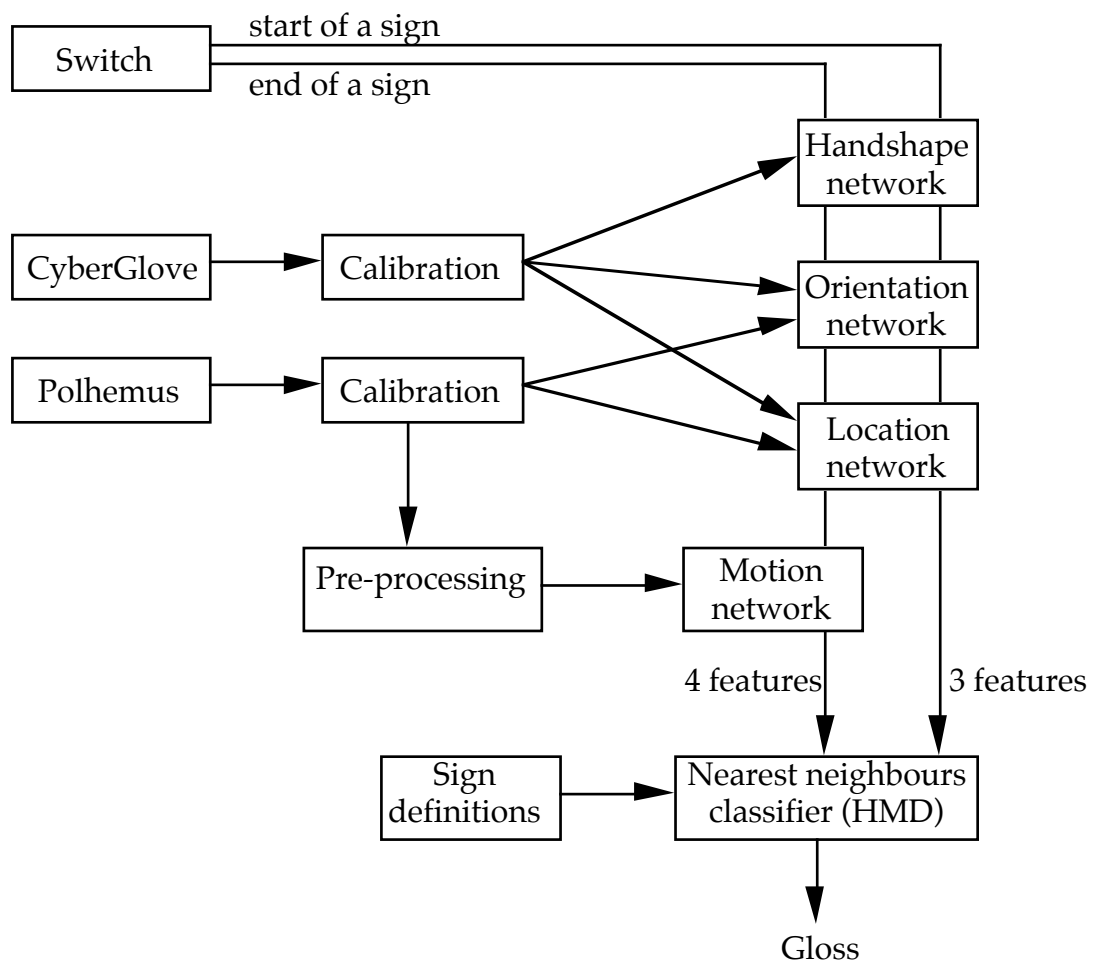 start of a sign
Switch
end of a sign
Handshape
network
CyberGlove
Calibration
Orientation
network
Polhemus
Calibration
Location
network
Pre-processing
Motion
network
4 features
3 features
Sign
definitions
Nearest neighbours
classifier (HMD)
Gloss